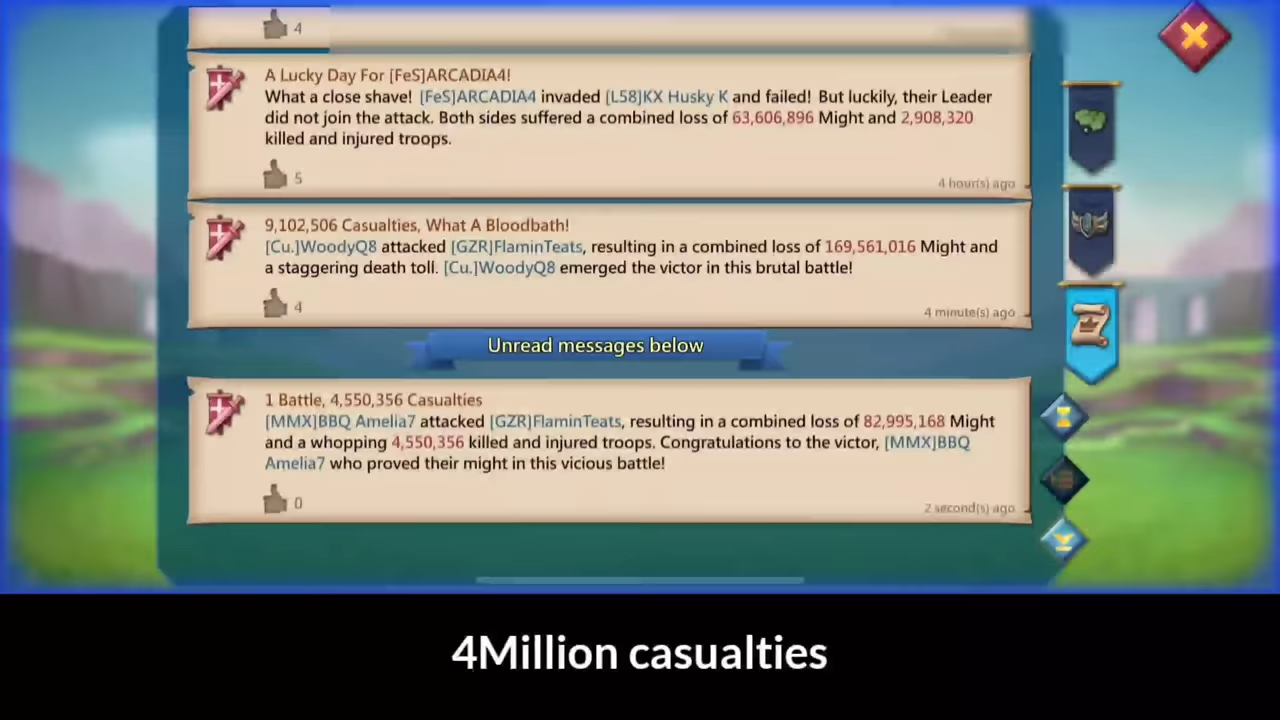 4
A Lucky Day For [FeS]ARCADIA4!
What a close shave! [FeS]ARCADIA4 invaded [L58]KX Husky K and failed! But luckily, their Leader
did not join the attack. Both sides suffered a combined loss of 63,606,896 Might and 2,908,320
killed and injured troops.
5
4 hour(s) ago
9,102,506 Casualties, What A Bloodbath!
[Cu.]WoodyQ8 attacked [GZR]FlaminTeats, resulting in a combined loss of 169,561,016 Might and
a staggering death toll. [Cu.]WoodyQ8 emerged the victor in this brutal battle!
4
4 minute(s) ago
Unread messages below
1 Battle, 4,550,356 Casualties
[MMX]BBQ Amelia7 attacked [GZR]FlaminTeats, resulting in a combined loss of 82,995,168 Might
and a whopping 4,550,356 killed and injured troops. Congratulations to the victor, [MMX]BBQ
Amelia7 who proved their might in this vicious battle!
0
2 second(s) ago
4Million casualties